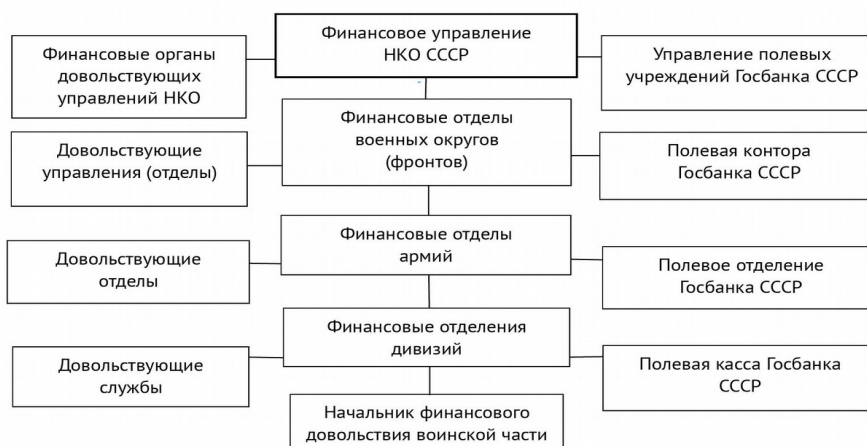 Финансовое управление
НКО СССР
Финансовые органы
довольствующих
управлений НКО
Управление полевых
учреждений Госбанка СССР
Финансовые отделы
военных округов
(фронтов)
Довольствующие
управления (отделы)
Полевая контора
Госбанка СССР
Финансовые отделы
армий
Довольствующие
отделы
Полевое отделение
Госбанка СССР
Финансовые отделения
дивизий
Довольствующие
службы
Полевая касса Госбанка
СССР
Начальник финансового
довольствия воинской части